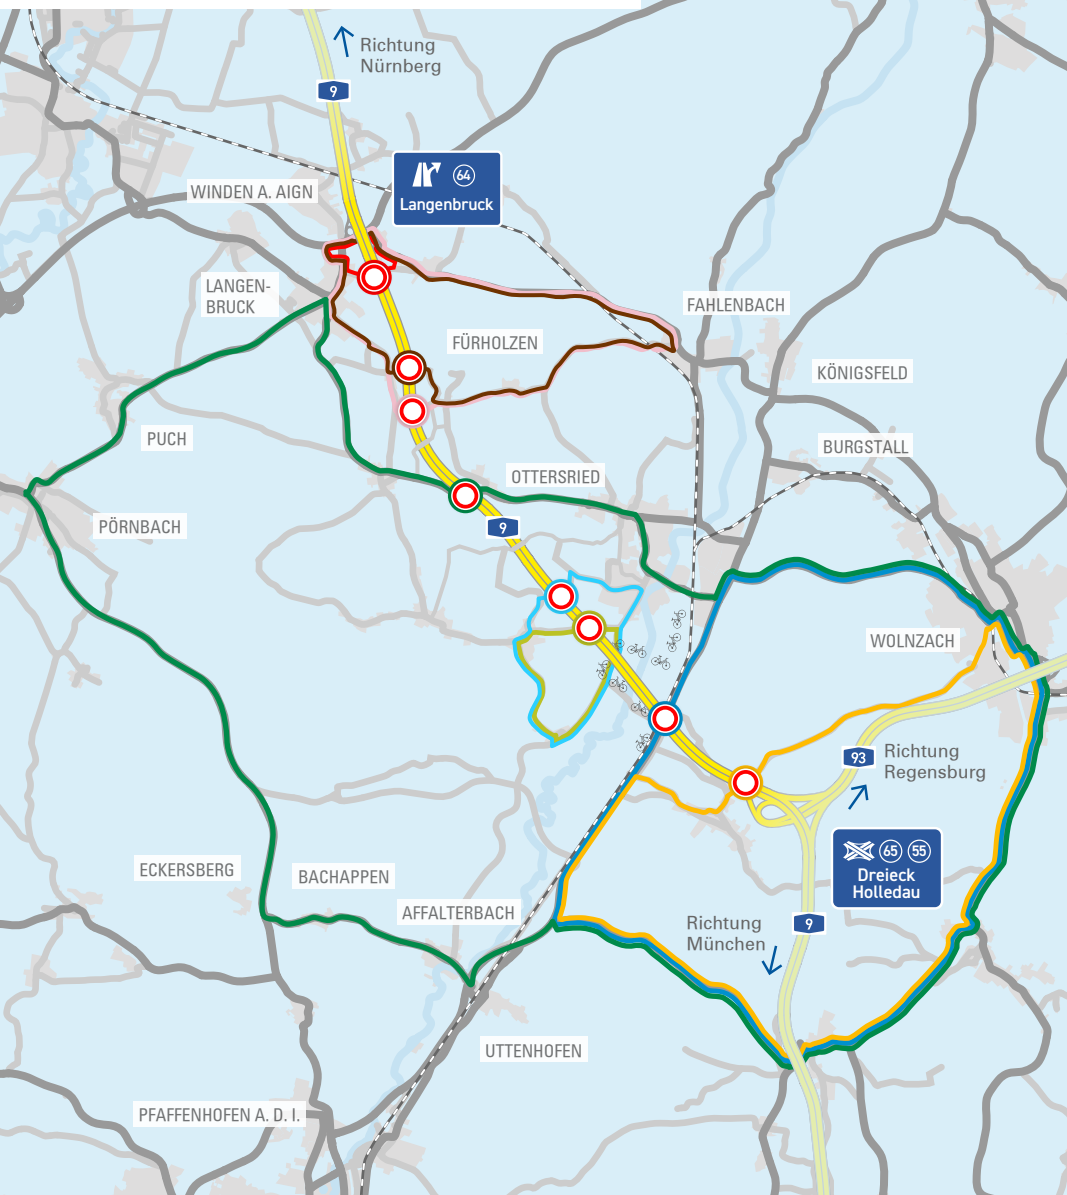 Richtung
Nürnberg
9
WINDEN A. AIGN
64
Langenbruck
LANGEN-
BRUCK
FAHLENBACH
FÜRHOLZEN
KÖNIGSFELD
PUCH
BURGSTALL
OTTERSRIED
PÖRNBACH
9
WOLNZACH
93
Richtung
Regensburg
65 55
Dreieck
Holledau
ECKERSBERG
BACHAPPEN
AFFALTERBACH
Richtung
München
9
UTTENHOFEN
PFAFFENHOFEN A. D. I.